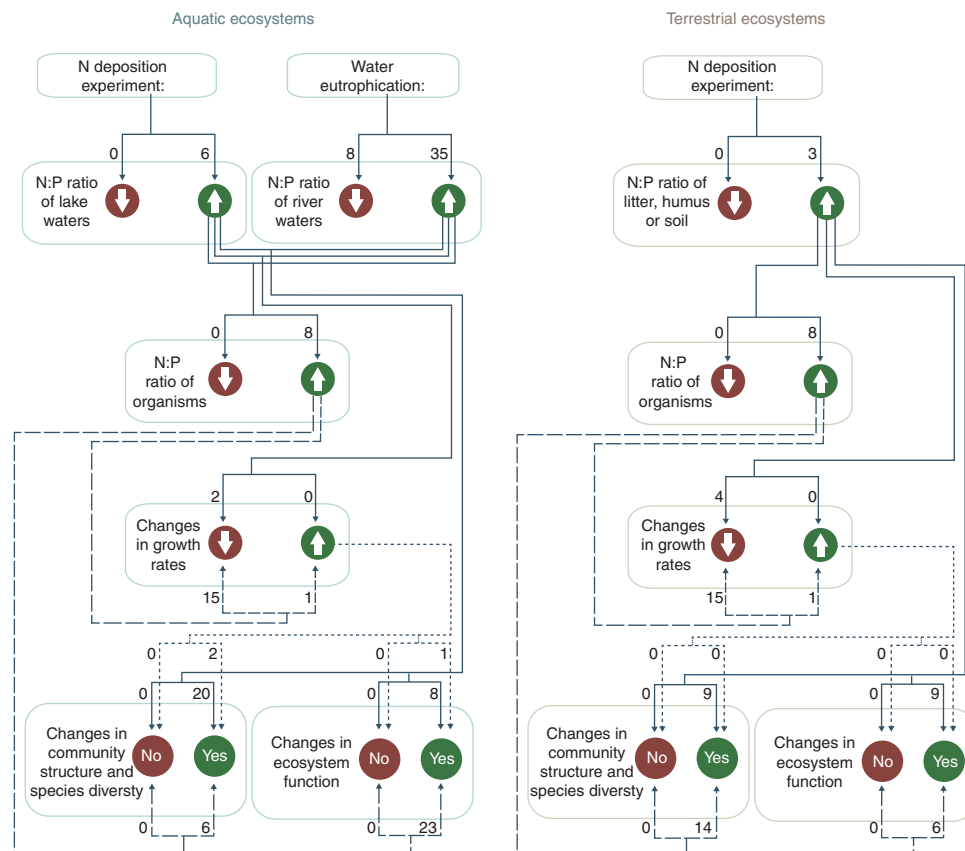 Aquatic ecosystems
Terrestrial ecosystems
N deposition
experiment:
Water
eutrophication:
N deposition
experiment:
0
6
8
35
0
3
N:P ratio
of lake
waters
N:P ratio
of river
waters
N:P ratio of
litter, humus
or soil
0
8
0
8
N:P
ratio of
organisms
N:P
ratio of
organisms
2
0
4
0
Changes
in growth
rates
Changes
in growth
rates
15
1
15
1
0
2
0
1
0
0
0
0
0
20
0
8
0
9
0
9
Changes in
community
structure and
species diversty
No
Yes
Changes in
ecosystem
function
No
Yes
Changes in
community
structure and
species diversty
No
Yes
Changes in
ecosystem
function
No
Yes
0
6
0
23
0
14
0
6